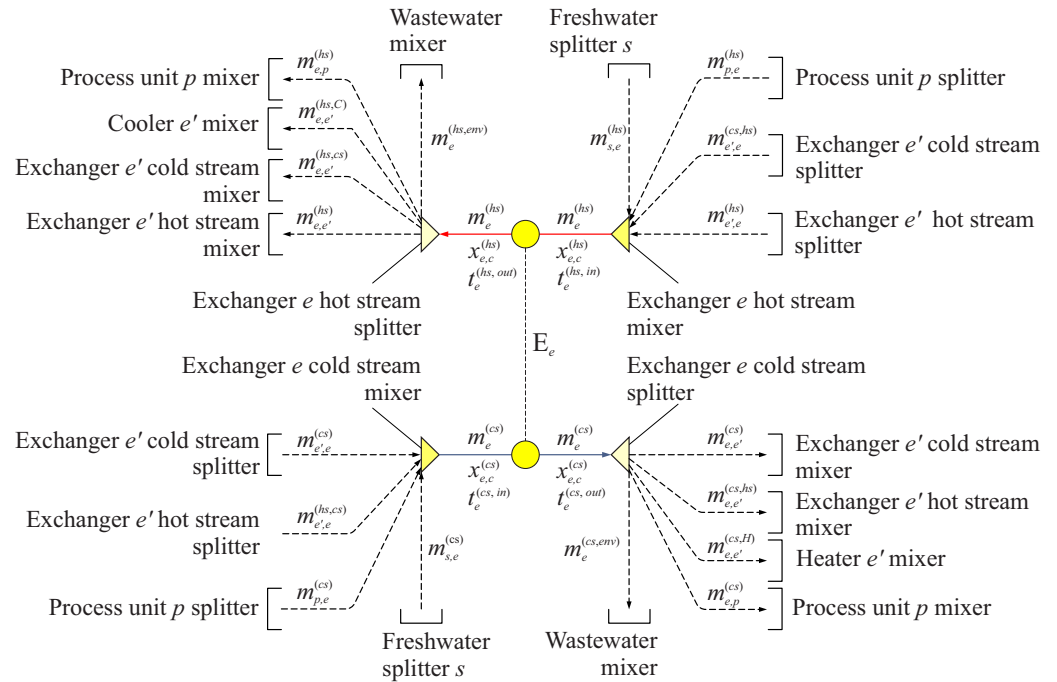 Wastewater
mixer
Freshwater
splitter s
Process unit p mixer
m_{e,p}^{(hs)}
m_{p,e}^{(hs)}
Process unit p splitter
Cooler e′ mixer
m_{e,e′}^{(hs,C)}
m_e^{(hs,env)}
m_{s,e}^{(hs)}
m_{e′,e}^{(cs,hs)}
Exchanger e′ cold stream
splitter
Exchanger e′ cold stream
mixer
m_{e,e′}^{(hs,cs)}
Exchanger e′ hot stream
mixer
m_{e,e′}^{(hs)}
m_e^{(hs)}
m_e^{(hs)}
m_{e′,e}^{(hs)}
Exchanger e′ hot stream
splitter
x_{e,c}^{(hs)}
x_{e,c}^{(hs)}
t_e^{(hs, out)}
t_e^{(hs, in)}
Exchanger e hot stream
splitter
Exchanger e hot stream
mixer
E_e
Exchanger e cold stream
mixer
Exchanger e cold stream
splitter
Exchanger e′ cold stream
splitter
m_{e′,e}^{(cs)}
m_e^{(cs)}
m_e^{(cs)}
m_{e,e′}^{(cs)}
Exchanger e′ cold stream
mixer
x_{e,c}^{(cs)}
x_{e,c}^{(cs)}
t_e^{(cs, in)}
t_e^{(cs, out)}
Exchanger e′ hot stream
splitter
m_{e′,e}^{(hs,cs)}
m_{e,e′}^{(cs,hs)}
Exchanger e′ hot stream
mixer
m_{s,e}^{(cs)}
m_e^{(cs,env)}
m_{e,e′}^{(cs,H)}
Heater e′ mixer
Process unit p splitter
m_{p,e}^{(cs)}
m_{e,p}^{(cs)}
Process unit p mixer
Freshwater
splitter s
Wastewater
mixer